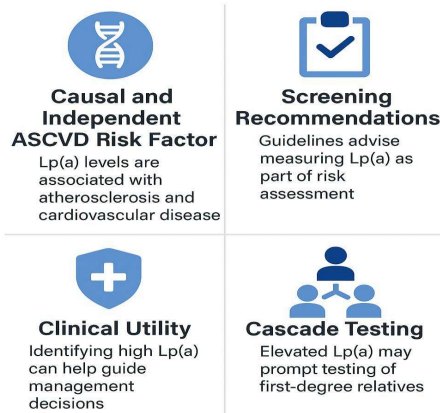 Causal and
Independent
ASCVD Risk Factor
Lp(a) levels are
associated with
atherosclerosis and
cardiovascular disease
Screening
Recommendations
Guidelines advise
measuring Lp(a) as
part of risk
assessment
Clinical Utility
Identifying high Lp(a)
can help guide
management
decisions
Cascade Testing
Elevated Lp(a) may
prompt testing of
first-degree relatives